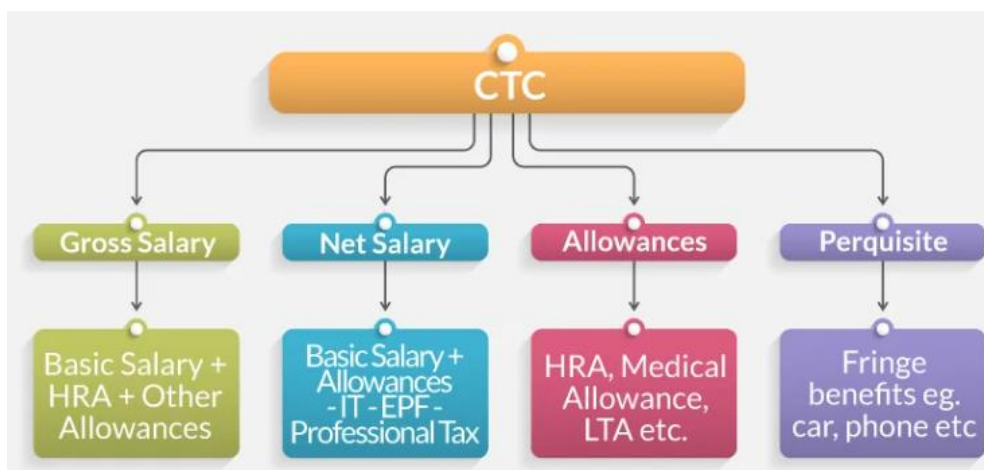 CTC
Gross Salary
Net Salary
Allowances
Perquisite
Basic Salary +
HRA + Other
Allowances
Basic Salary +
Allowances
- IT - EPF -
Professional Tax
HRA, Medical
Allowance,
LTA etc.
Fringe
benefits eg.
car, phone etc